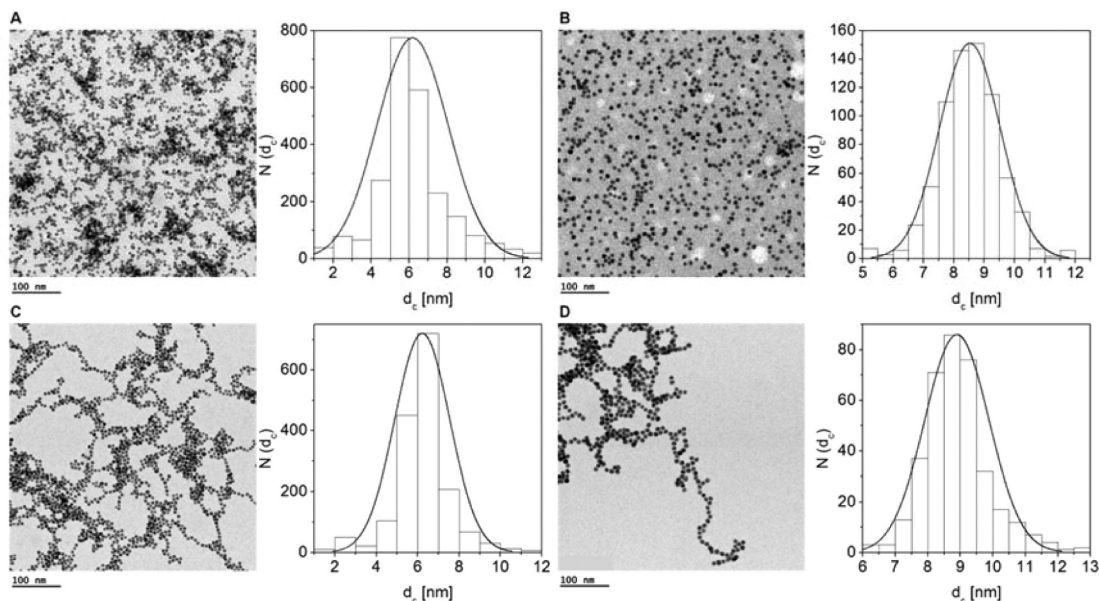 A
100 nm
N (d_c)
800
600
400
200
0
2 4 6 8 10 12
d_c [nm]
B
100 nm
N (d_c)
160
140
120
100
80
60
40
20
0
5 6 7 8 9 10 11 12
d_c [nm]
C
100 nm
N (d_c)
600
400
200
0
2 4 6 8 10 12
d_c [nm]
D
100 nm
N (d_c)
80
60
40
20
0
6 7 8 9 10 11 12 13
d_c [nm]